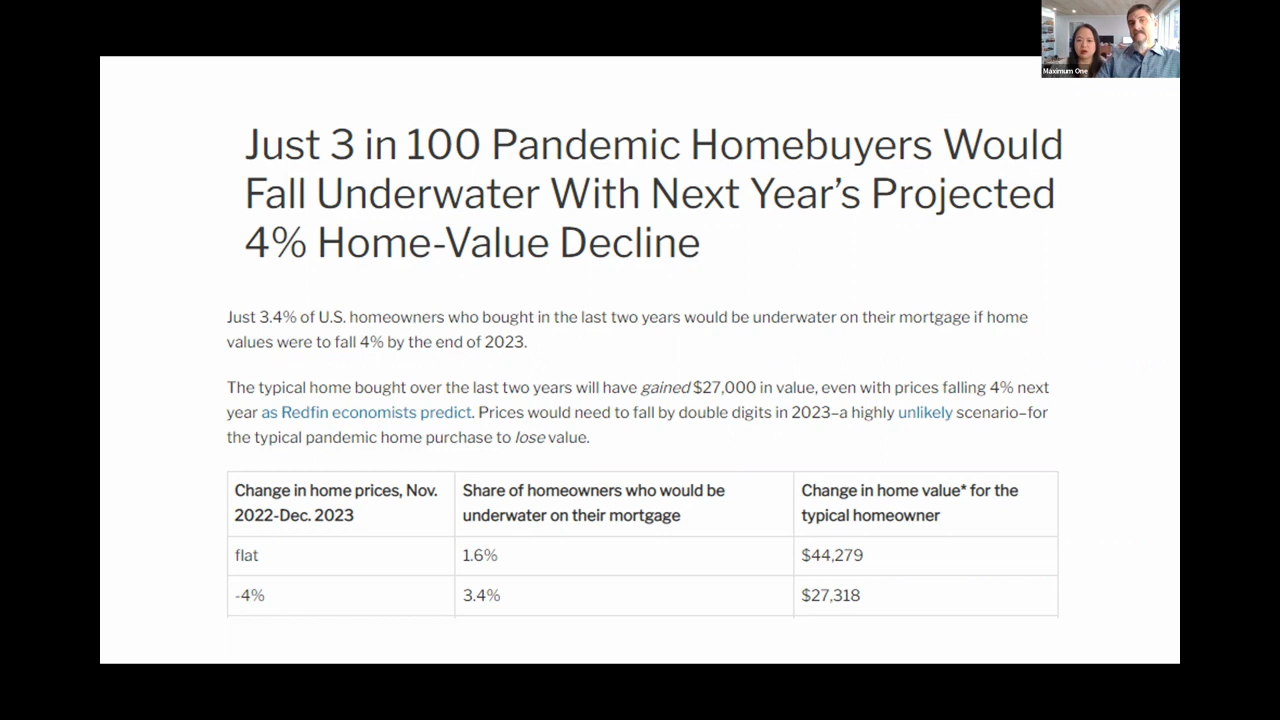 Maximum One
Just 3 in 100 Pandemic Homebuyers Would
Fall Underwater With Next Year’s Projected
4% Home-Value Decline
Just 3.4% of U.S. homeowners who bought in the last two years would be underwater on their mortgage if home
values were to fall 4% by the end of 2023.
The typical home bought over the last two years will have gained $27,000 in value, even with prices falling 4% next
year as Redfin economists predict. Prices would need to fall by double digits in 2023–a highly unlikely scenario–for
the typical pandemic home purchase to lose value.
Change in home prices, Nov.
2022-Dec. 2023
Share of homeowners who would be
underwater on their mortgage
Change in home value* for the
typical homeowner
flat
1.6%
$44,279
-4%
3.4%
$27,318